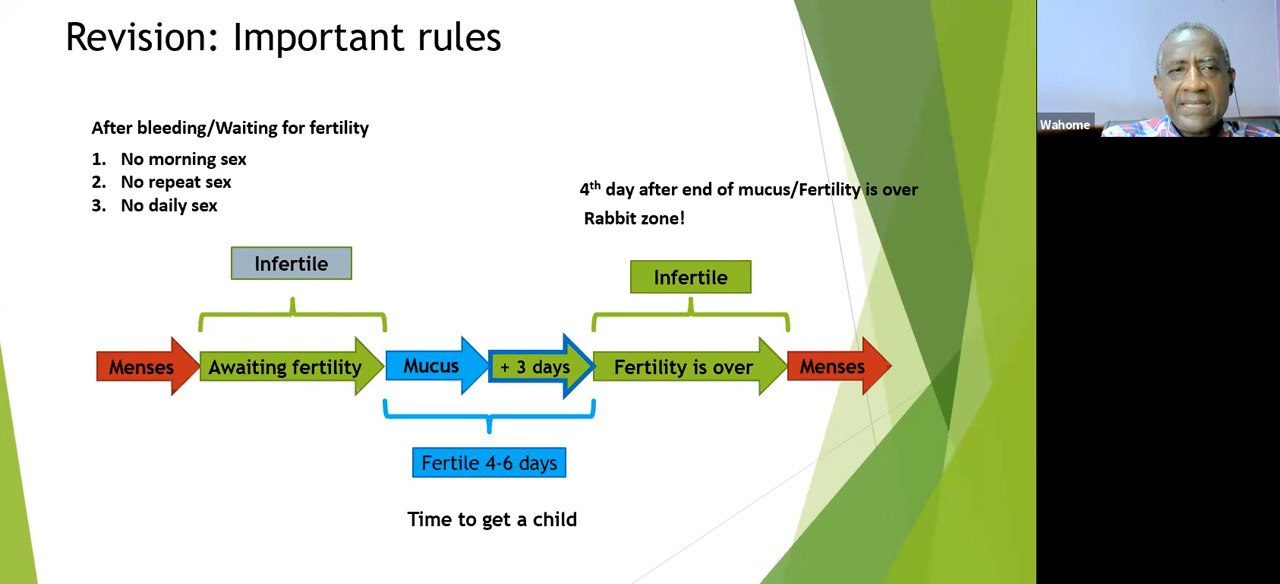 Revision: Important rules
After bleeding/Waiting for fertility
1. No morning sex
2. No repeat sex
3. No daily sex
4th day after end of mucus/Fertility is over
Rabbit zone!
Infertile
Infertile
Menses
Awaiting fertility
Mucus
+ 3 days
Fertility is over
Menses
Fertile 4-6 days
Time to get a child
Wahome